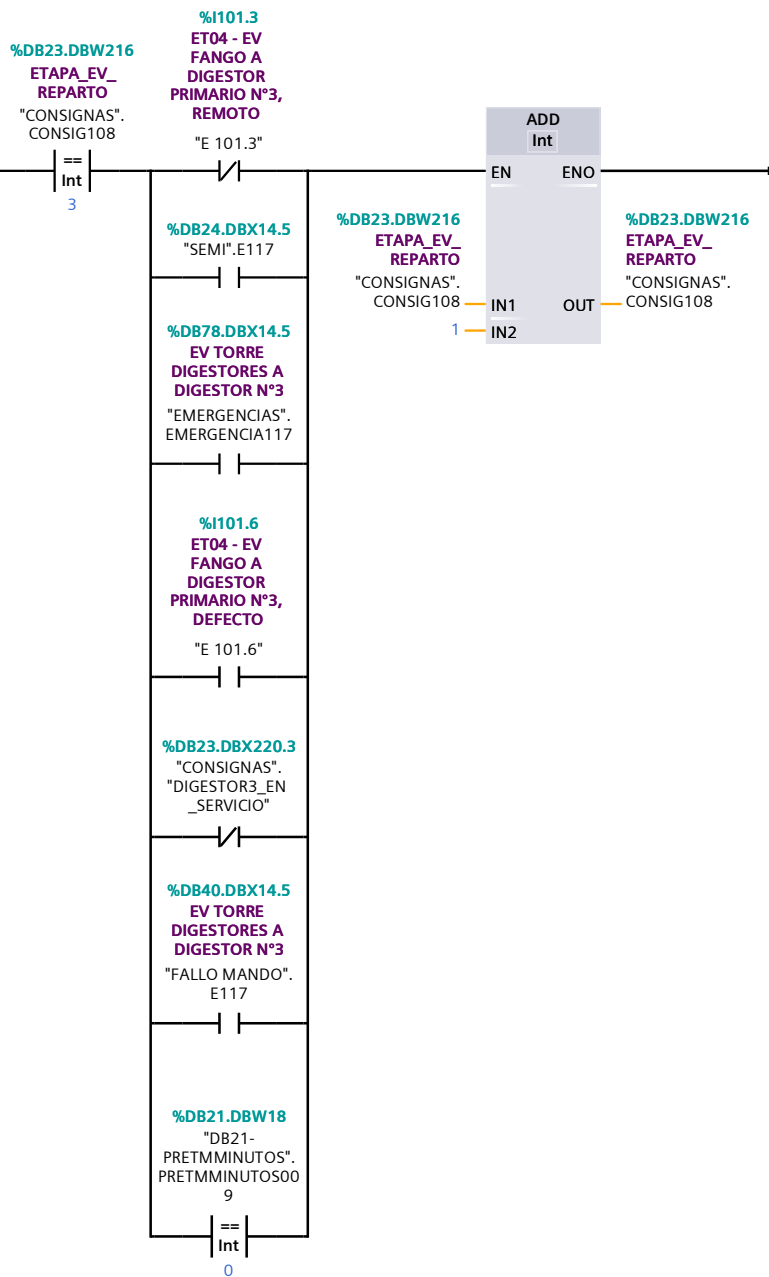 %DB23.DBW216
ETAPA_EV_
REPARTO
"CONSIGNAS".
CONSIG108
==
Int
3
%I101.3
ET04 - EV
FANGO A
DIGESTOR
PRIMARIO Nº3,
REMOTO
"E 101.3"
%DB24.DBX14.5
"SEMI".E117
%DB78.DBX14.5
EV TORRE
DIGESTORES A
DIGESTOR Nº3
"EMERGENCIAS".
EMERGENCIA117
%I101.6
ET04 - EV
FANGO A
DIGESTOR
PRIMARIO Nº3,
DEFECTO
"E 101.6"
%DB23.DBX220.3
"CONSIGNAS".
"DIGESTOR3_EN
_SERVICIO"
%DB40.DBX14.5
EV TORRE
DIGESTORES A
DIGESTOR Nº3
"FALLO MANDO".
E117
%DB21.DBW18
"DB21-
PRETMMINUTOS".
PRETMMINUTOS00
9
==
Int
0
ADD
Int
EN ENO
%DB23.DBW216
ETAPA_EV_
REPARTO
"CONSIGNAS".
CONSIG108
IN1
1
IN2
OUT
%DB23.DBW216
ETAPA_EV_
REPARTO
"CONSIGNAS".
CONSIG108